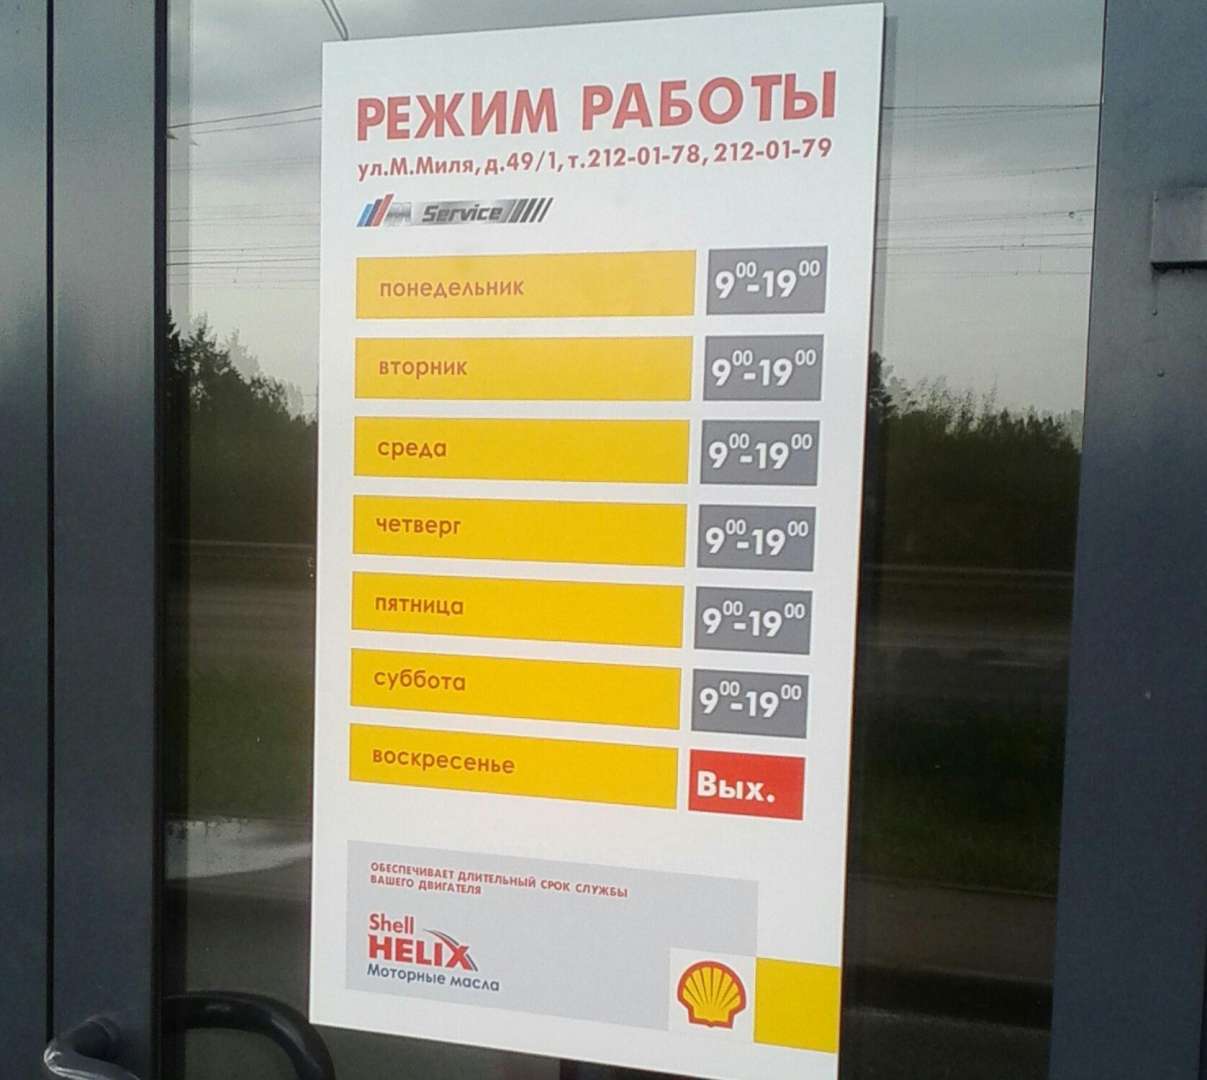 РЕЖИМ РАБОТЫ
ул.М.Миля, д.49/1, т.212-01-78, 212-01-79
Service
понедельник 9⁰⁰-19⁰⁰
вторник 9⁰⁰-19⁰⁰
среда 9⁰⁰-19⁰⁰
четверг 9⁰⁰-19⁰⁰
пятница 9⁰⁰-19⁰⁰
суббота 9⁰⁰-19⁰⁰
воскресенье Вых.
ОБЕСПЕЧИВАЕТ ДЛИТЕЛЬНЫЙ СРОК СЛУЖБЫ
ВАШЕГО ДВИГАТЕЛЯ
Shell
HELIX
Моторные масла